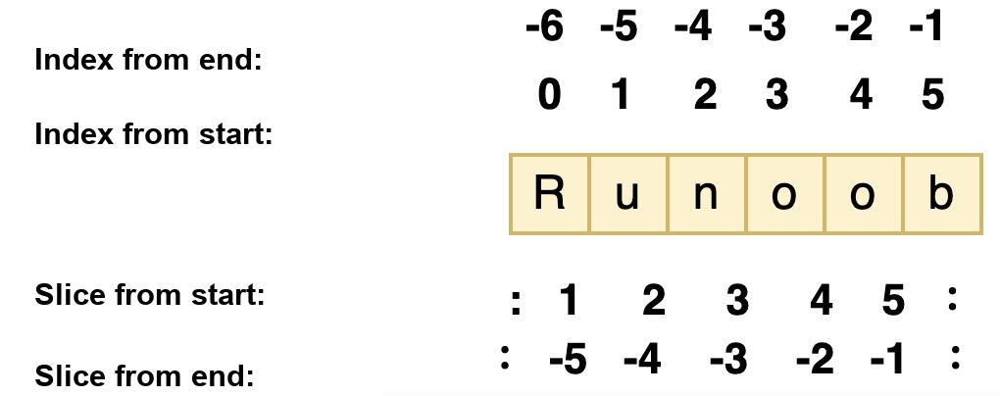 Index from end: -6 -5 -4 -3 -2 -1
Index from start: 0 1 2 3 4 5
R u n o o b
Slice from start: : 1 2 3 4 5 :
Slice from end: : -5 -4 -3 -2 -1 :